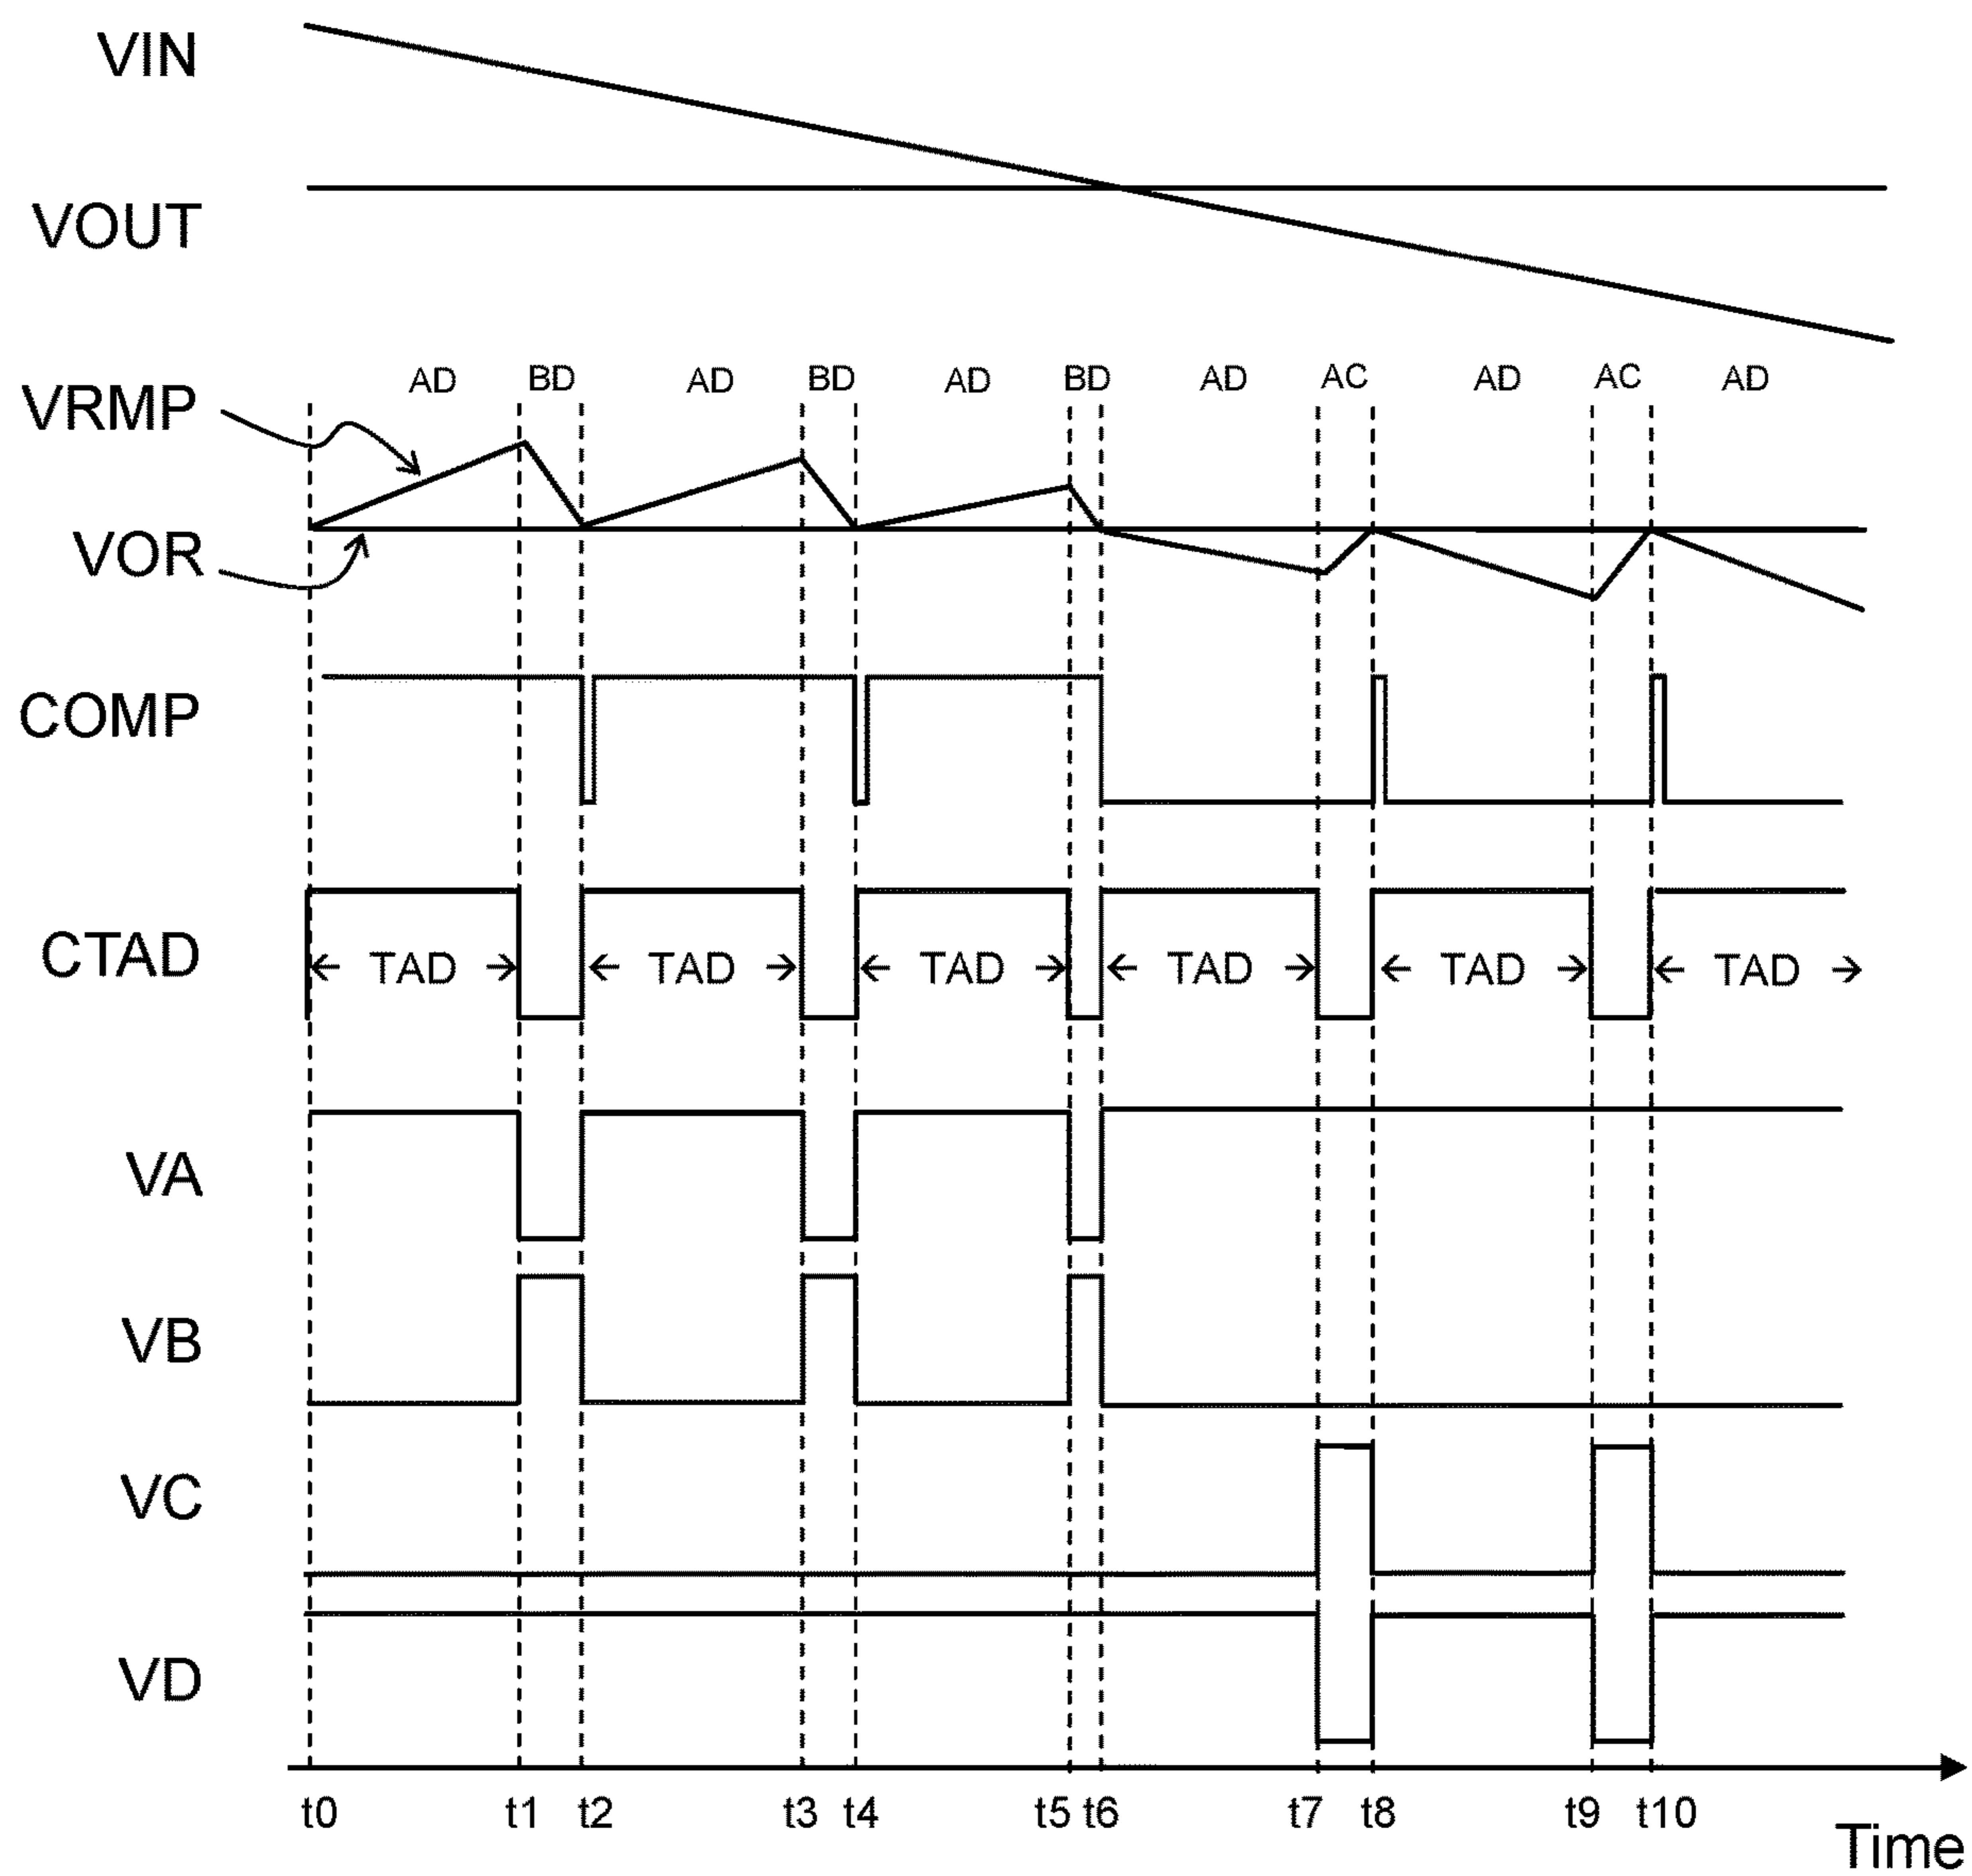 VIN
VOUT
AD BD AD BD AD BD AD AC AD AC AD
VRMP
VOR
COMP
CTAD
TAD TAD TAD TAD TAD TAD
VA
VB
VC
VD
t0 t1 t2 t3 t4 t5 t6 t7 t8 t9 t10
Time